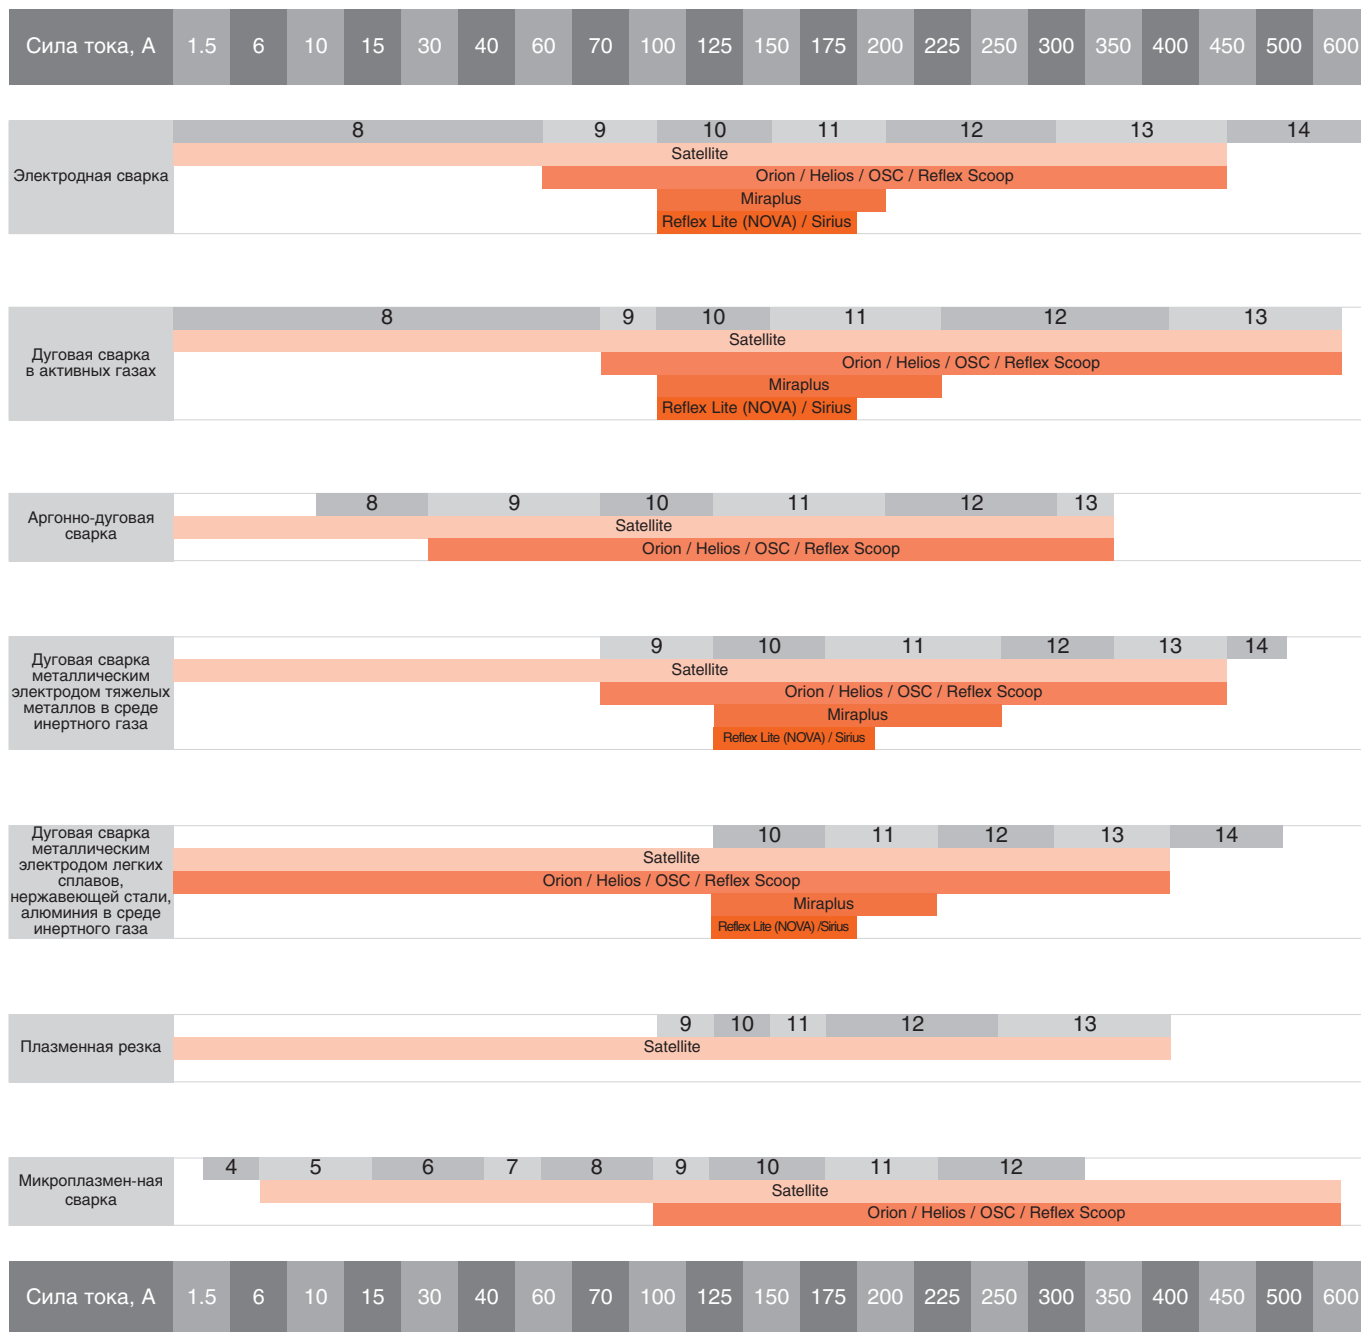 Сила тока, А 1.5 6 10 15 30 40 60 70 100 125 150 175 200 225 250 300 350 400 450 500 600
8 9 10 11 12 13 14
Satellite
Электродная сварка
Orion / Helios / OSC / Reflex Scoop
Miraplus
Reflex Lite (NOVA) / Sirius
8 9 10 11 12 13
Satellite
Дуговая сварка
в активных газах
Orion / Helios / OSC / Reflex Scoop
Miraplus
Reflex Lite (NOVA) / Sirius
8 9 10 11 12 13
Аргонно-дуговая
сварка
Satellite
Orion / Helios / OSC / Reflex Scoop
9 10 11 12 13 14
Дуговая сварка
металлическим
электродом тяжелых
металлов в среде
инертного газа
Satellite
Orion / Helios / OSC / Reflex Scoop
Miraplus
Reflex Lite (NOVA) / Sirius
10 11 12 13 14
Дуговая сварка
металлическим
электродом легких
сплавов,
нержавеющей стали,
алюминия в среде
инертного газа
Satellite
Orion / Helios / OSC / Reflex Scoop
Miraplus
Reflex Lite (NOVA) /Sirius
9 10 11 12 13
Плазменная резка
Satellite
4 5 6 7 8 9 10 11 12
Микроплазмен-ная
сварка
Satellite
Orion / Helios / OSC / Reflex Scoop
Сила тока, А 1.5 6 10 15 30 40 60 70 100 125 150 175 200 225 250 300 350 400 450 500 600